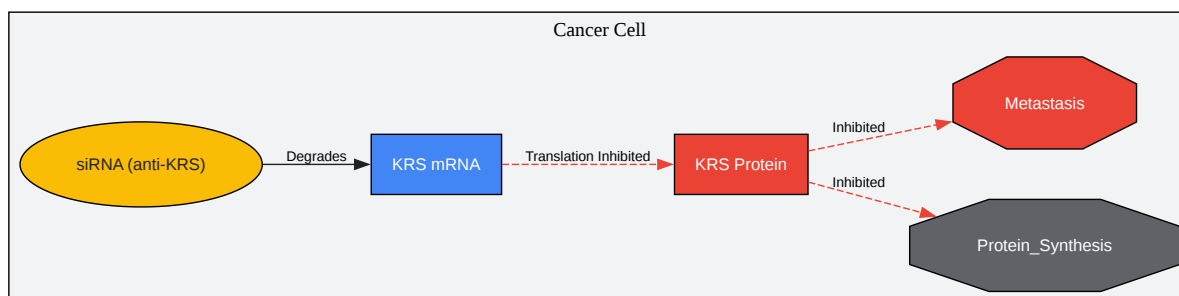 Cancer Cell
siRNA (anti-KRS)
Degrades
KRS mRNA
Translation Inhibited
KRS Protein
Inhibited
Metastasis
Inhibited
Protein_Synthesis